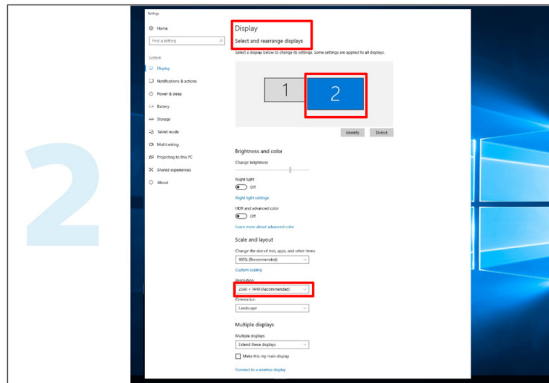 Settings
Home
Display
Find a setting
Select and rearrange displays
Select a display below to change its settings. Some settings are applied to all displays.
System
Display
Notifications & actions
Power & sleep
Battery
Storage
Tablet mode
Multitasking
Projecting to this PC
Shared experiences
About
1
2
Identify
Detect
Brightness and color
Change brightness
Night light
Off
Night light settings
HDR and advanced color
Off
Learn more about advanced color
Scale and layout
Change the size of text, apps, and other items
100% (Recommended)
Custom scaling
Resolution
2560 × 1440 (Recommended)
Orientation
Landscape
Multiple displays
Multiple displays
Extend these displays
Make this my main display
Connect to a wireless display
2